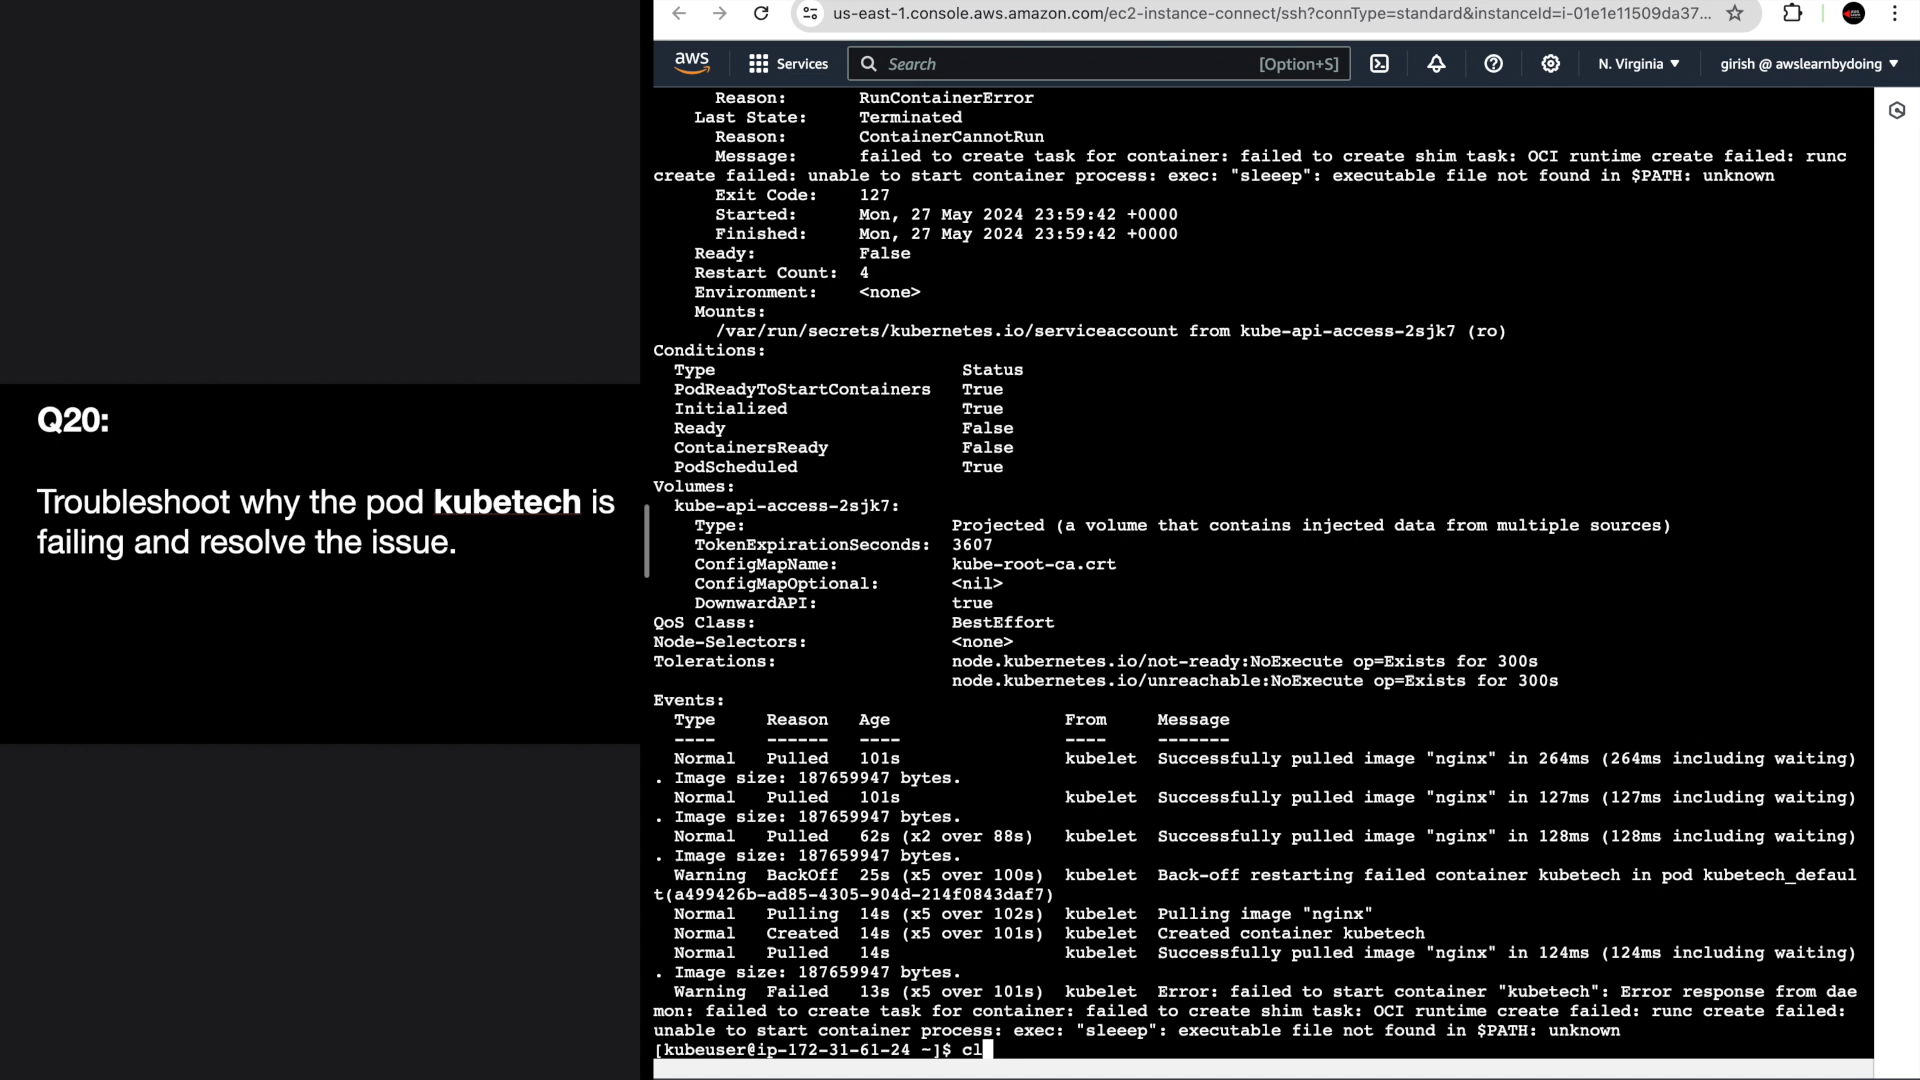 us-east-1.console.aws.amazon.com/ec2-instance-connect/ssh?connType=standard&instanceId=i-01e1e11509da37...
aws
Services
Search
[Option+S]
N. Virginia
girish @ awslearnbydoing
Q20:
Troubleshoot why the pod kubetech is
failing and resolve the issue.
Reason: RunContainerError
Last State: Terminated
Reason: ContainerCannotRun
Message: failed to create task for container: failed to create shim task: OCI runtime create failed: runc
create failed: unable to start container process: exec: "sleeep": executable file not found in $PATH: unknown
Exit Code: 127
Started: Mon, 27 May 2024 23:59:42 +0000
Finished: Mon, 27 May 2024 23:59:42 +0000
Ready: False
Restart Count: 4
Environment: <none>
Mounts:
/var/run/secrets/kubernetes.io/serviceaccount from kube-api-access-2sjk7 (ro)
Conditions:
Type Status
PodReadyToStartContainers True
Initialized True
Ready False
ContainersReady False
PodScheduled True
Volumes:
kube-api-access-2sjk7:
Type: Projected (a volume that contains injected data from multiple sources)
TokenExpirationSeconds: 3607
ConfigMapName: kube-root-ca.crt
ConfigMapOptional: <nil>
DownwardAPI: true
QoS Class: BestEffort
Node-Selectors: <none>
Tolerations: node.kubernetes.io/not-ready:NoExecute op=Exists for 300s
node.kubernetes.io/unreachable:NoExecute op=Exists for 300s
Events:
Type Reason Age From Message
---- ------ ---- ---- -------
Normal Pulled 101s kubelet Successfully pulled image "nginx" in 264ms (264ms including waiting)
. Image size: 187659947 bytes.
Normal Pulled 101s kubelet Successfully pulled image "nginx" in 127ms (127ms including waiting)
. Image size: 187659947 bytes.
Normal Pulled 62s (x2 over 88s) kubelet Successfully pulled image "nginx" in 128ms (128ms including waiting)
. Image size: 187659947 bytes.
Warning BackOff 25s (x5 over 100s) kubelet Back-off restarting failed container kubetech in pod kubetech_defaul
t(a499426b-ad85-4305-904d-214f0843daf7)
Normal Pulling 14s (x5 over 102s) kubelet Pulling image "nginx"
Normal Created 14s (x5 over 101s) kubelet Created container kubetech
Normal Pulled 14s kubelet Successfully pulled image "nginx" in 124ms (124ms including waiting)
. Image size: 187659947 bytes.
Warning Failed 13s (x5 over 101s) kubelet Error: failed to start container "kubetech": Error response from dae
mon: failed to create task for container: failed to create shim task: OCI runtime create failed: runc create failed:
unable to start container process: exec: "sleeep": executable file not found in $PATH: unknown
[kubeuser@ip-172-31-61-24 ~]$ cl